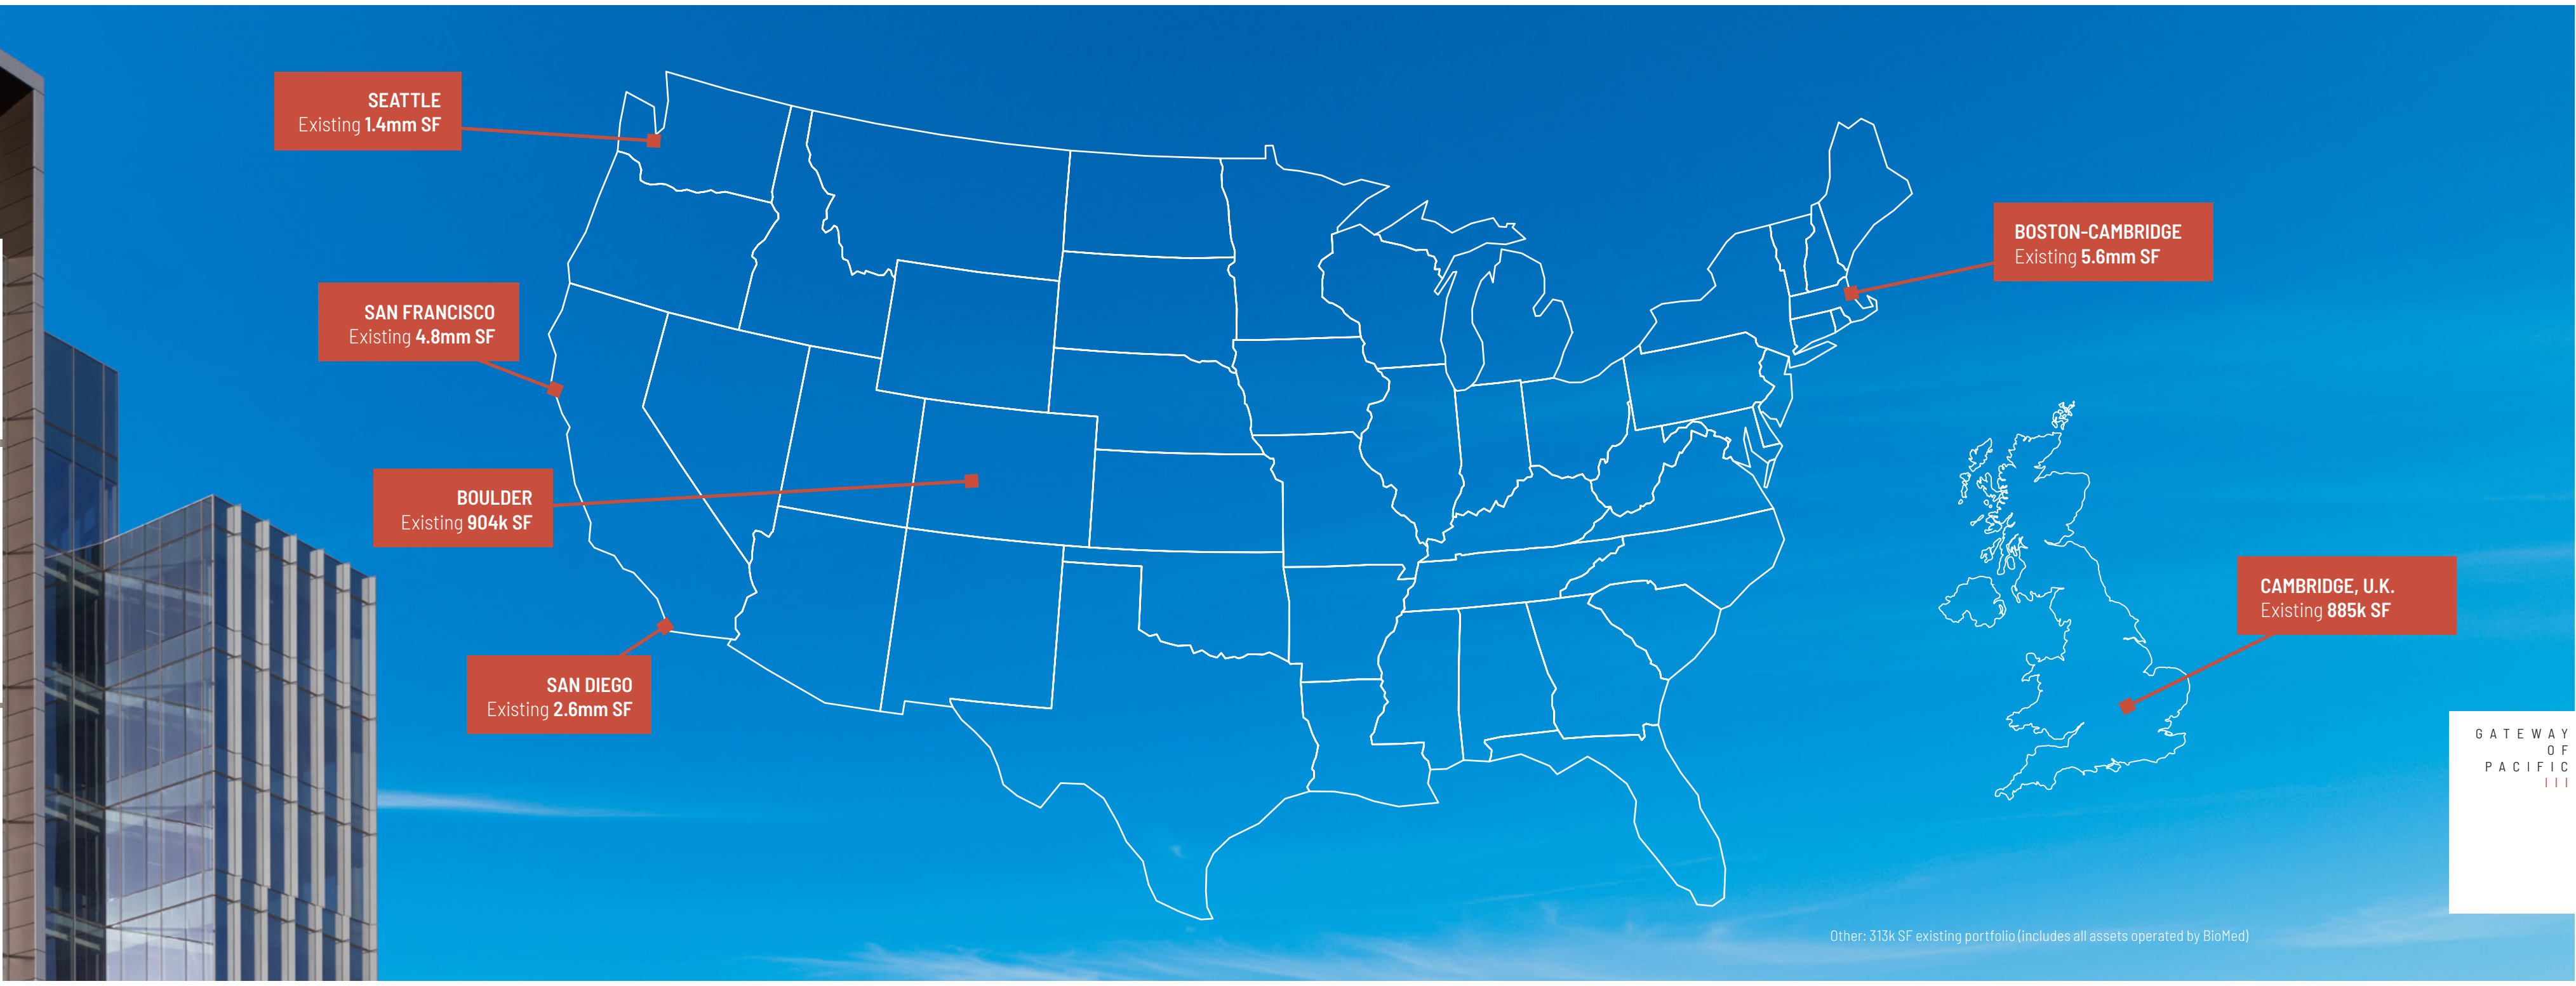 SEATTLE
Existing 1.4mm SF
SAN FRANCISCO
Existing 4.8mm SF
BOULDER
Existing 904k SF
SAN DIEGO
Existing 2.6mm SF
BOSTON-CAMBRIDGE
Existing 5.6mm SF
CAMBRIDGE, U.K.
Existing 885k SF
GATEWAY
OF
PACIFIC
III
Other: 313k SF existing portfolio (includes all assets operated by BioMed)